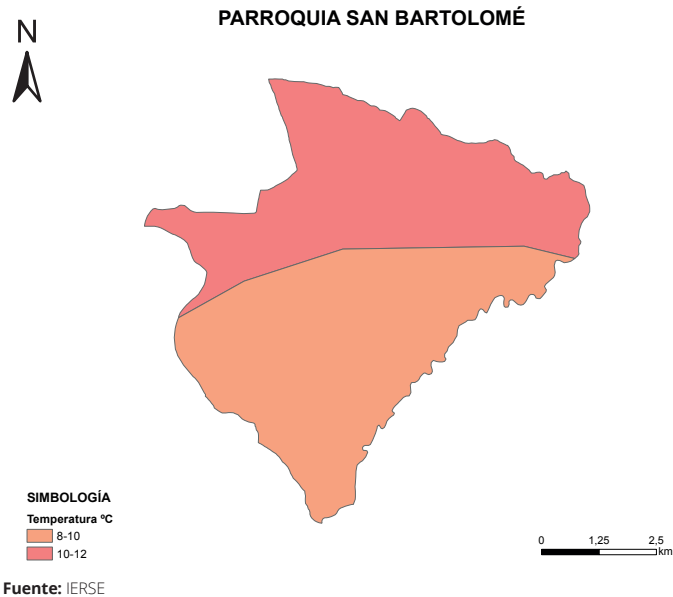 PARROQUIA SAN BARTOLOMÉ
N
SIMBOLOGÍA
Temperatura ºC
8-10
10-12
0 1,25 2,5
km
Fuente: IERSE